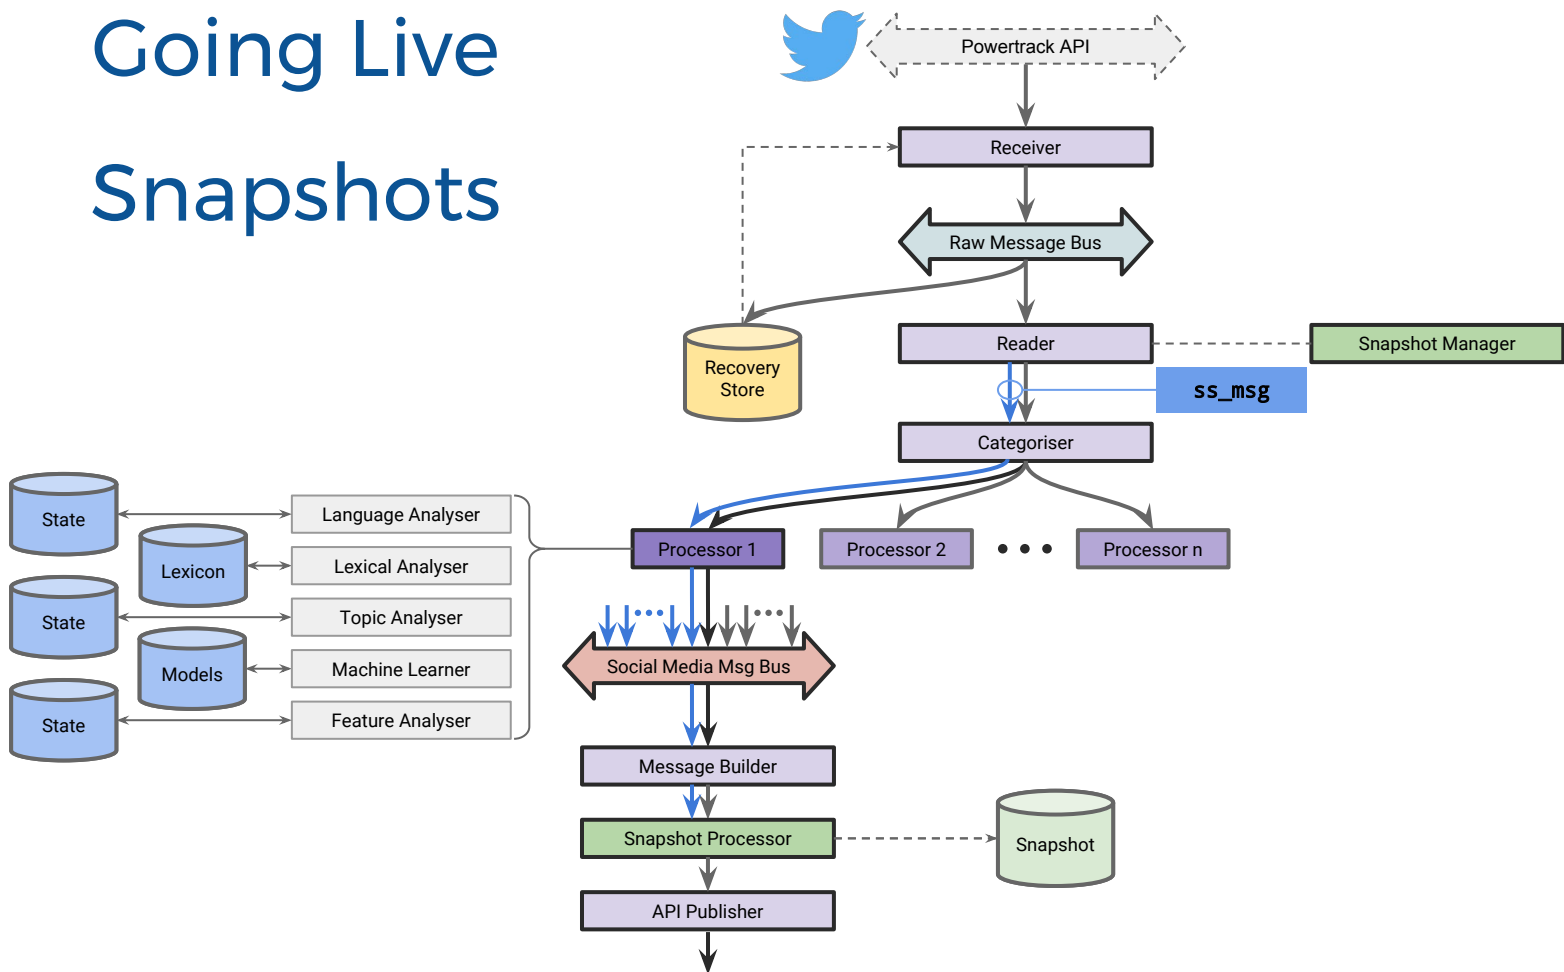 Going Live
Snapshots
Powertrack API
Receiver
Raw Message Bus
Recovery
Store
Reader
Snapshot Manager
ss_msg
Categoriser
State
Language Analyser
Lexicon
Lexical Analyser
State
Topic Analyser
Models
Machine Learner
State
Feature Analyser
Processor 1
Processor 2
Processor n
Social Media Msg Bus
Message Builder
Snapshot Processor
Snapshot
API Publisher